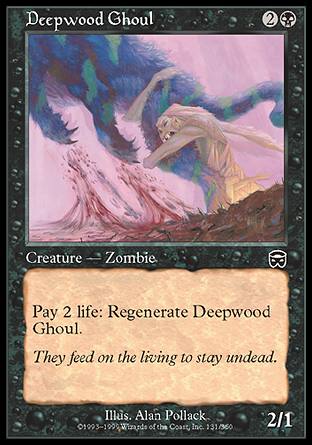 Deepwood Ghoul 2
Creature — Zombie
Pay 2 life: Regenerate Deepwood
Ghoul.
They feed on the living to stay undead.
Illus. Alan Pollack
©1993-1999 Wizards of the Coast, Inc. 131/350
2/1